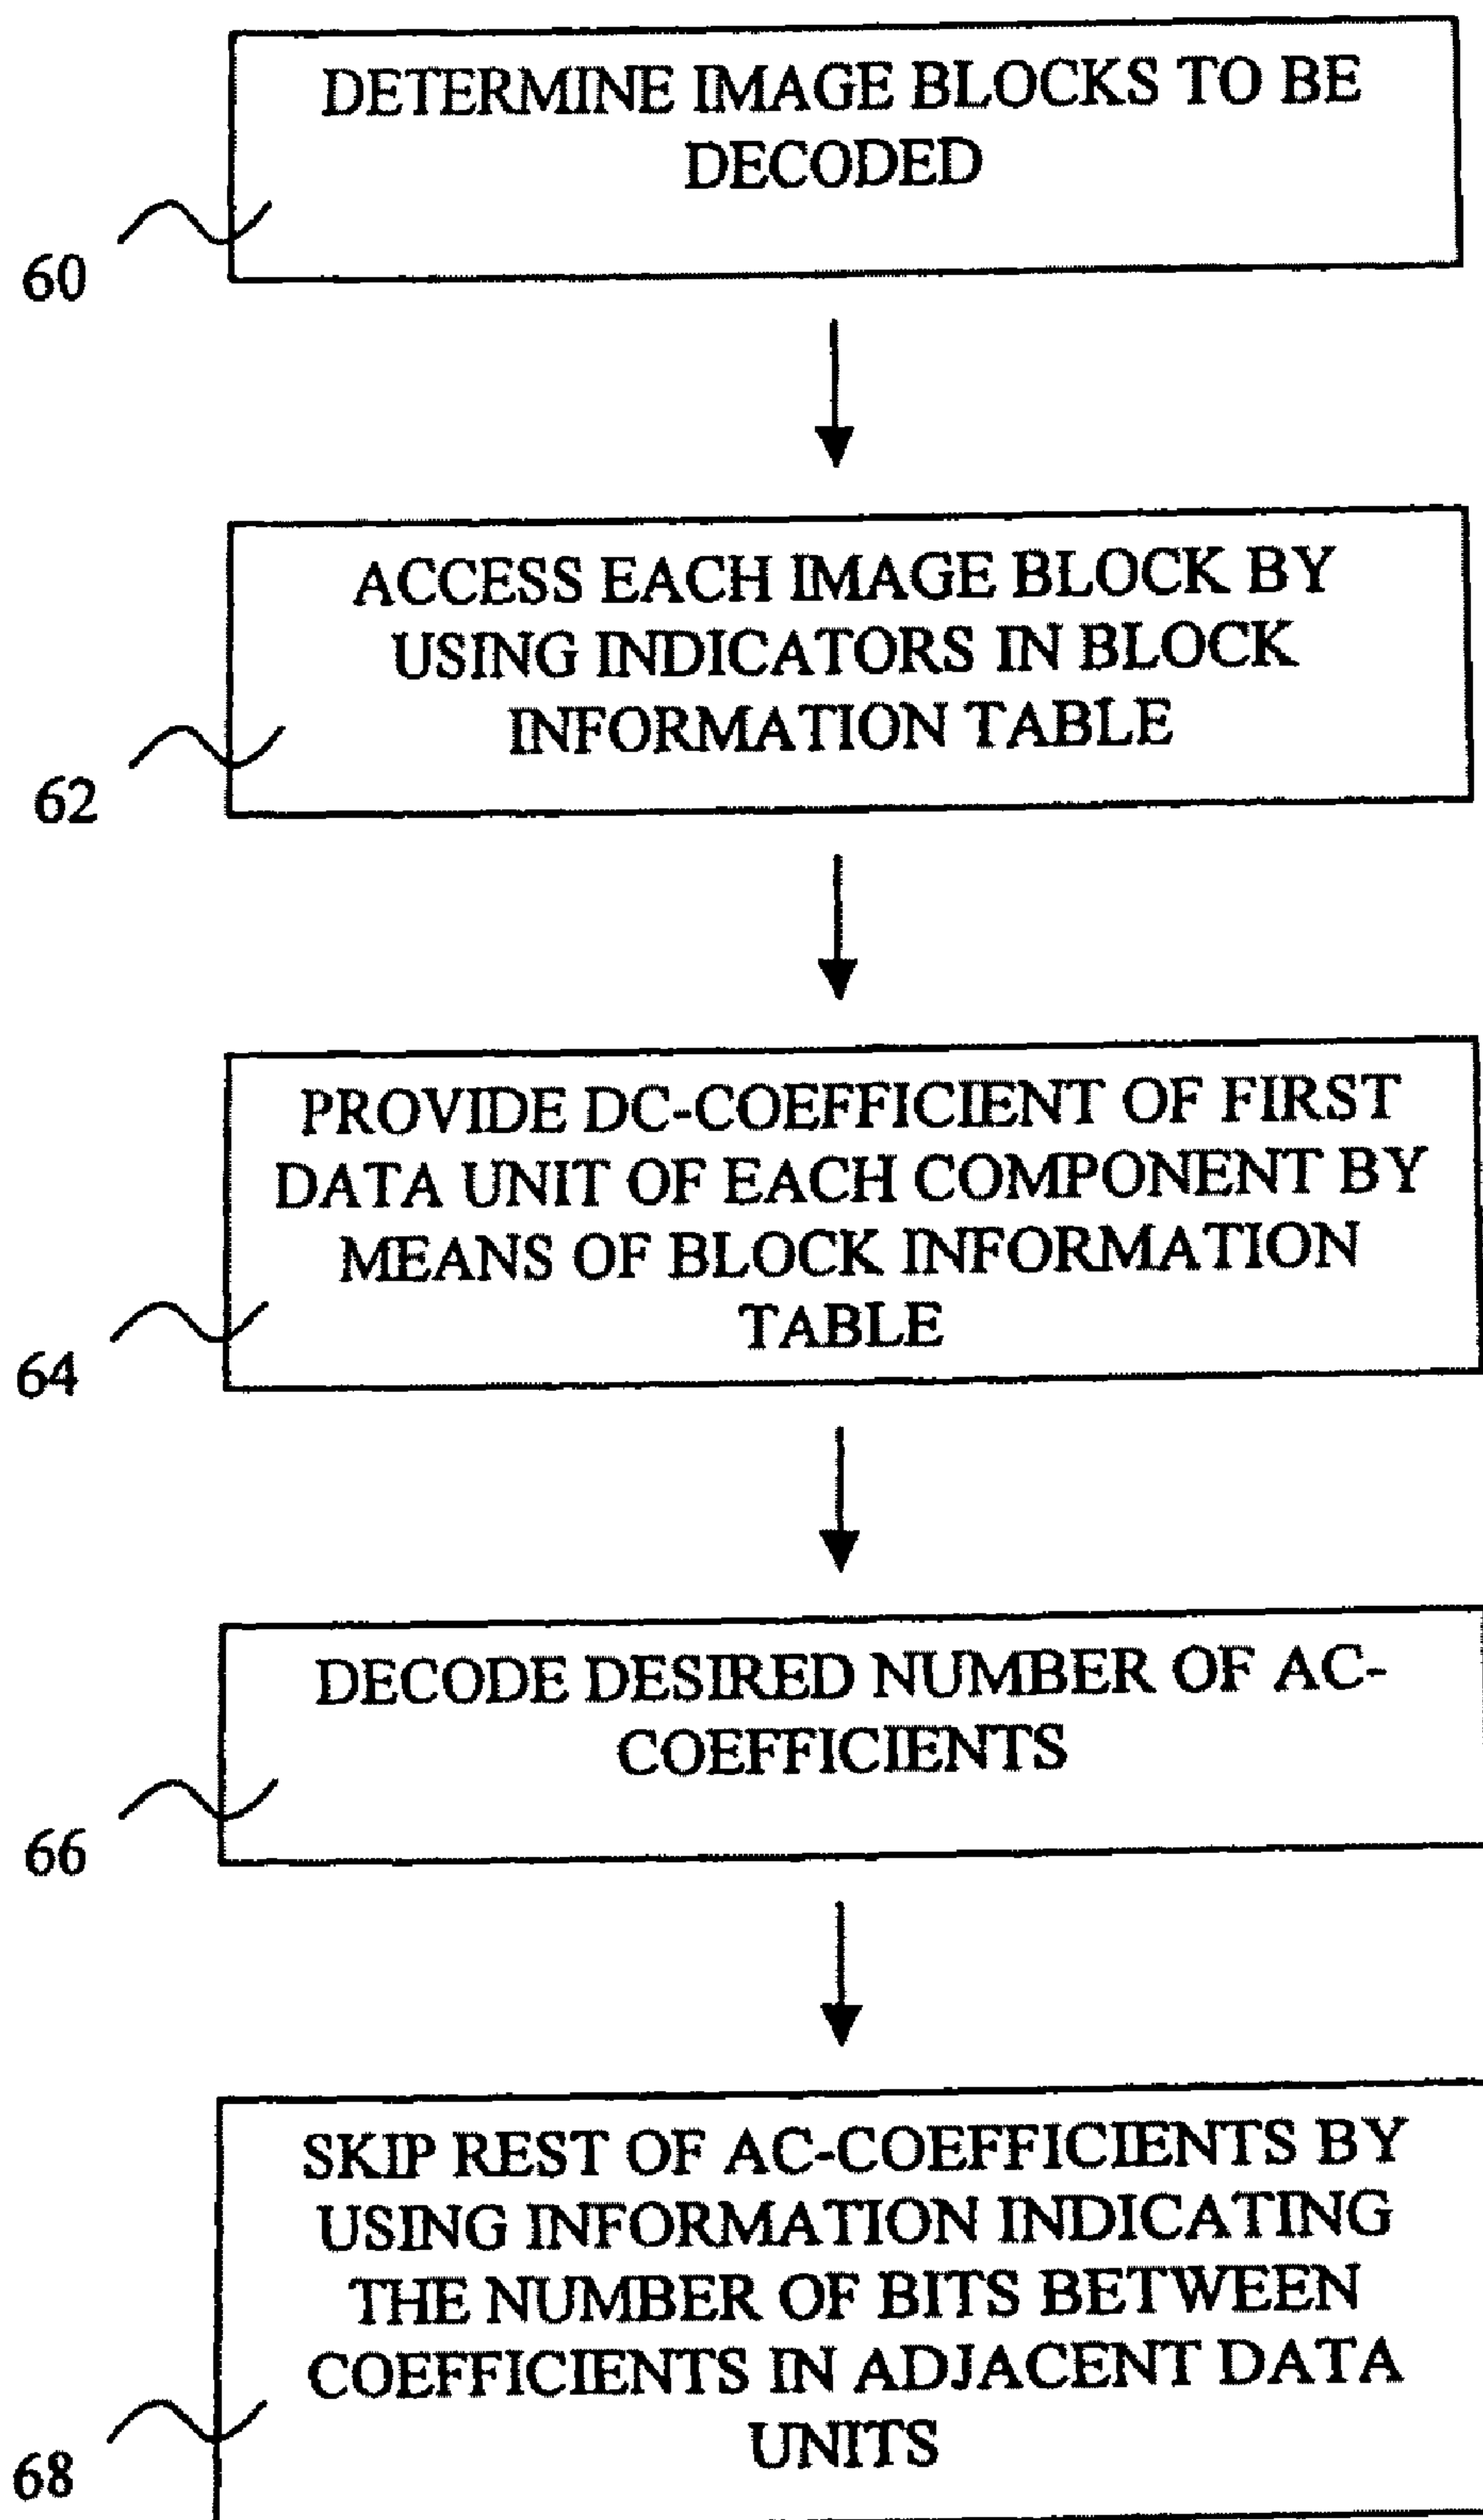 DETERMINE IMAGE BLOCKS TO BE
DECODED
60
ACCESS EACH IMAGE BLOCK BY
USING INDICATORS IN BLOCK
INFORMATION TABLE
62
PROVIDE DC-COEFFICIENT OF FIRST
DATA UNIT OF EACH COMPONENT BY
MEANS OF BLOCK INFORMATION
TABLE
64
DECODE DESIRED NUMBER OF AC-
COEFFICIENTS
66
SKIP REST OF AC-COEFFICIENTS BY
USING INFORMATION INDICATING
THE NUMBER OF BITS BETWEEN
COEFFICIENTS IN ADJACENT DATA
UNITS
68